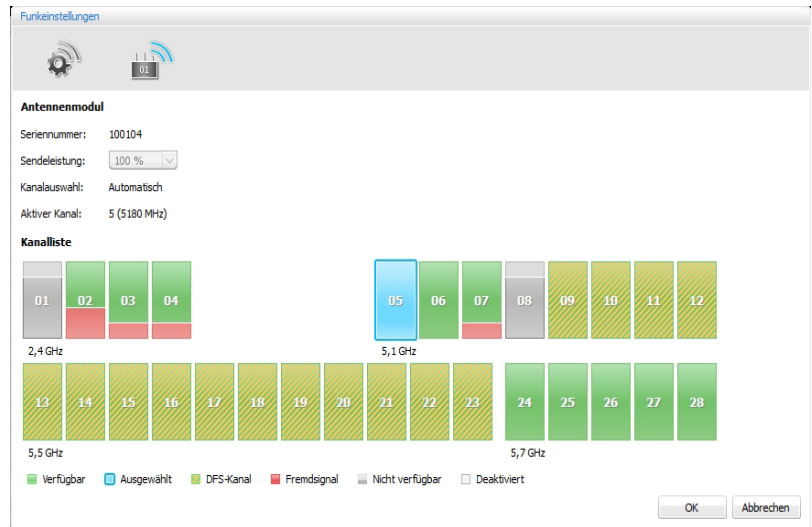 Funkeinstellungen
01
Antennenmodul
Seriennummer: 100104
Sendeleistung: 100 %
Kanalauswahl: Automatisch
Aktiver Kanal: 5 (5180 MHz)
Kanalliste
01 02 03 04 05 06 07 08 09 10 11 12
2,4 GHz 5,1 GHz
13 14 15 16 17 18 19 20 21 22 23 24 25 26 27 28
5,5 GHz 5,7 GHz
Verfügbar Ausgewählt DFS-Kanal Fremdsignal Nicht verfügbar Deaktiviert
OK Abbrechen